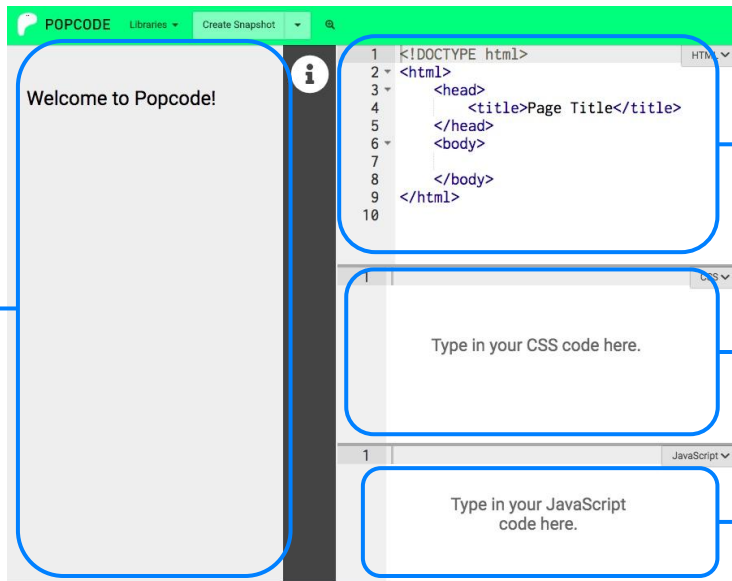 POPCODE Libraries Create Snapshot
Welcome to Popcode!
1 <!DOCTYPE html> HTML
2 <html>
3 <head>
4 <title>Page Title</title>
5 </head>
6 <body>
7
8 </body>
9 </html>
10
1 CSS
Type in your CSS code here.
1 JavaScript
Type in your JavaScript
code here.